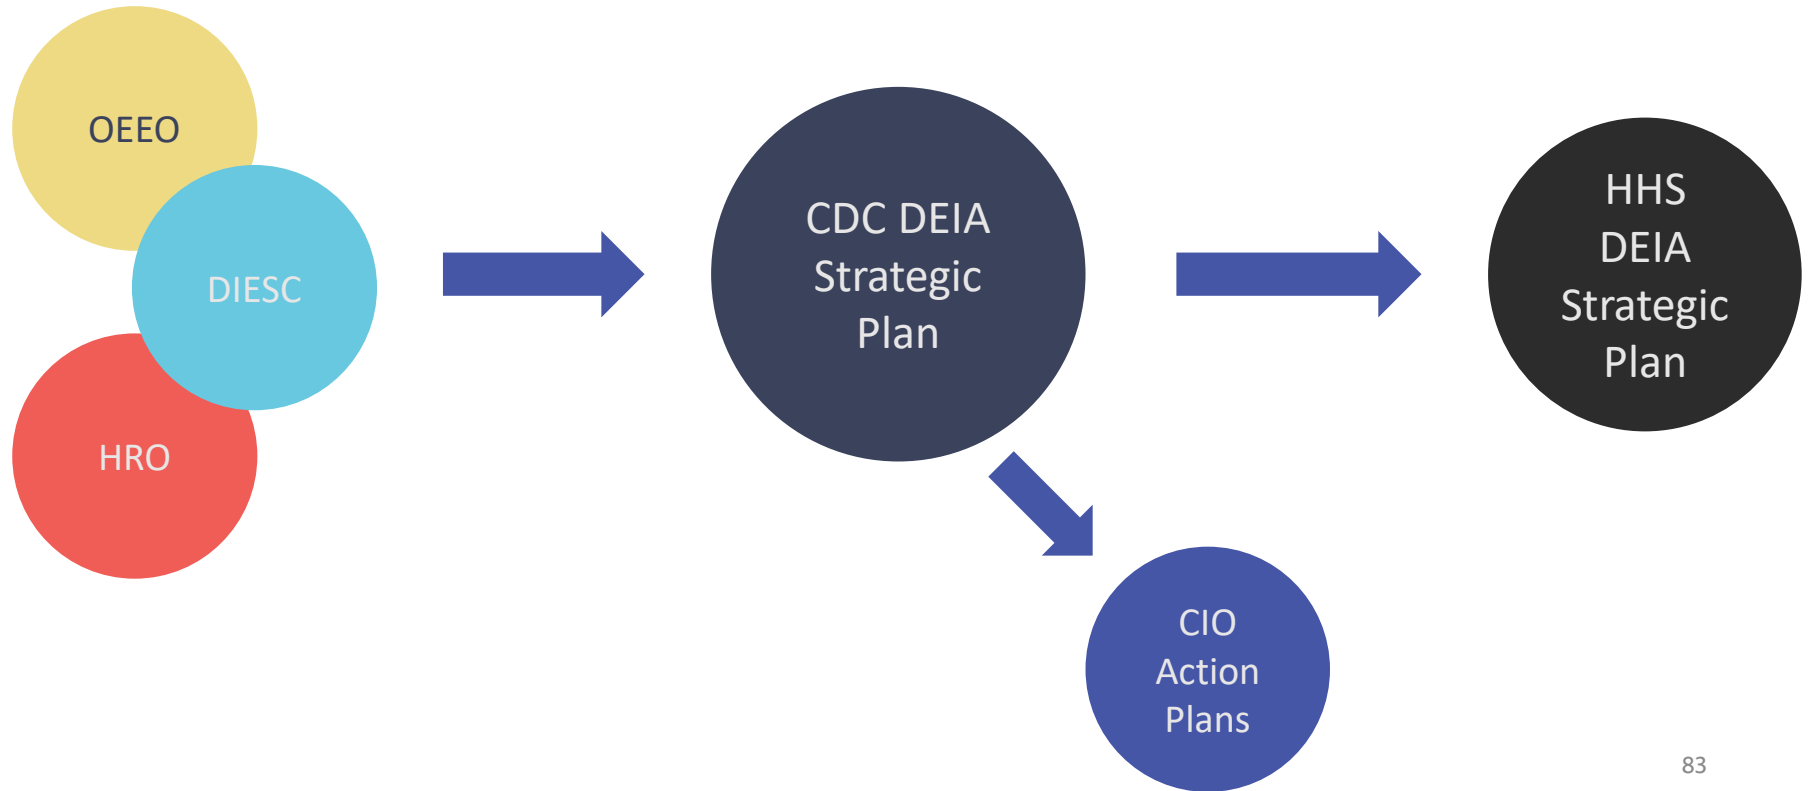 OEEO
DIESC
HRO
CDC DEIA
Strategic
Plan
HHS
DEIA
Strategic
Plan
CIO
Action
Plans
83